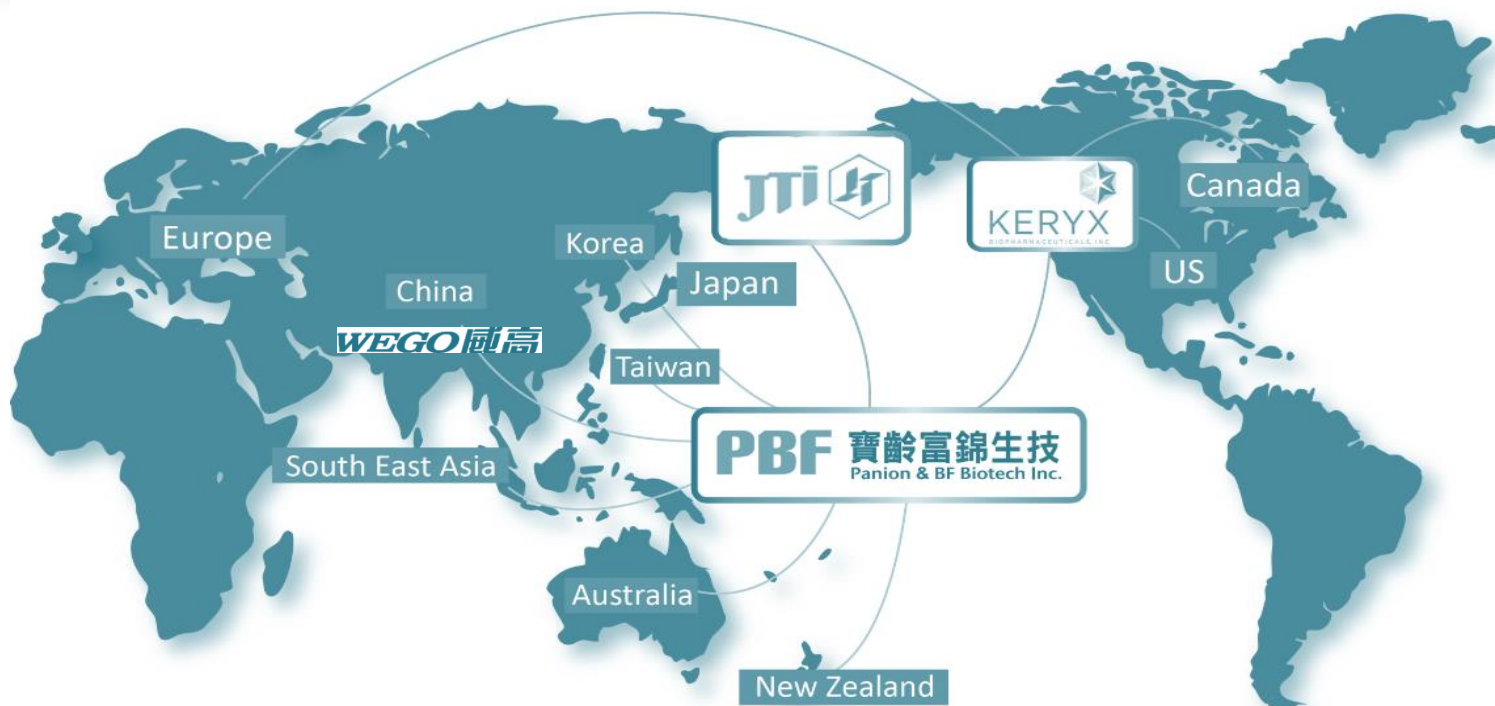 JTi JT
KERYX
BIOPHARMACEUTICALS, INC.
Canada
Europe
Korea
US
China
Japan
WEGO威高
Taiwan
PBF 寶齡富錦生技
Panion & BF Biotech Inc.
South East Asia
Australia
New Zealand